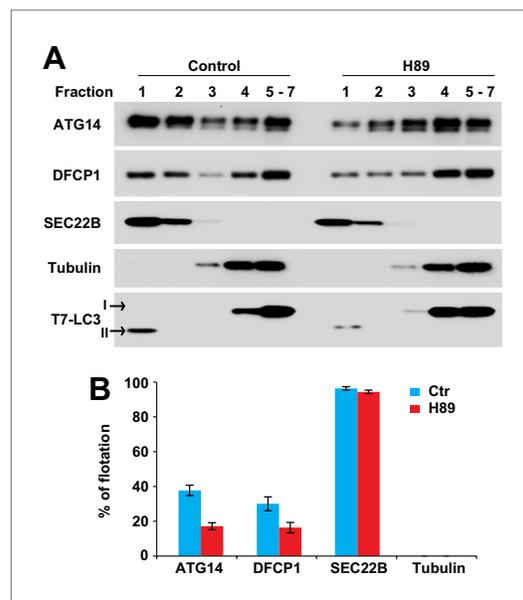 A
Control H89
Fraction 1 2 3 4 5 - 7 1 2 3 4 5 - 7
ATG14
DFCP1
SEC22B
Tubulin
I→
T7-LC3
II→
B
% of flotation
100
80
60
40
20
0
Ctr
H89
ATG14 DFCP1 SEC22B Tubulin